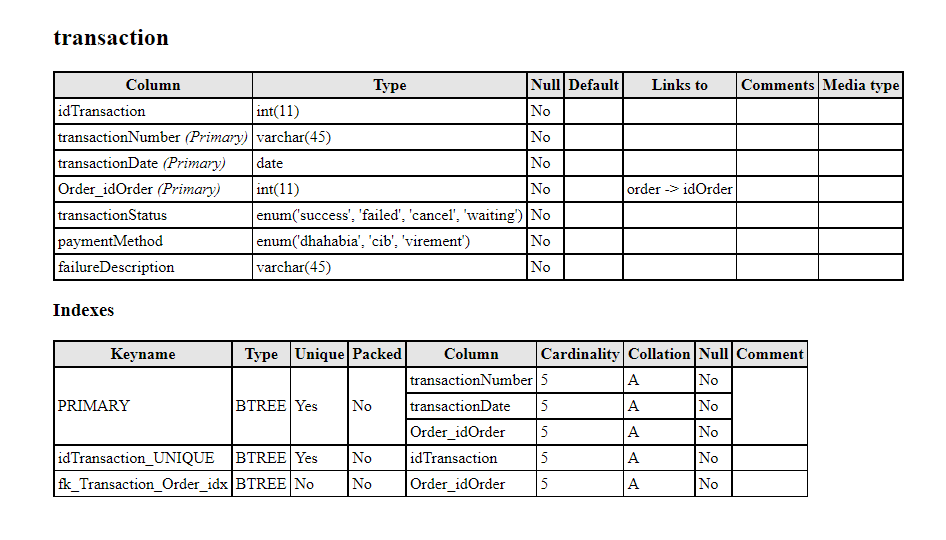 transaction
Column Type Null Default Links to Comments Media type
idTransaction int(11) No
transactionNumber (Primary) varchar(45) No
transactionDate (Primary) date No
Order_idOrder (Primary) int(11) No order -> idOrder
transactionStatus enum('success', 'failed', 'cancel', 'waiting') No
paymentMethod enum('dhahabia', 'cib', 'virement') No
failureDescription varchar(45) No
Indexes
Keyname Type Unique Packed Column Cardinality Collation Null Comment
PRIMARY BTREE Yes No transactionNumber 5 A No
transactionDate 5 A No
Order_idOrder 5 A No
idTransaction_UNIQUE BTREE Yes No idTransaction 5 A No
fk_Transaction_Order_idx BTREE No No Order_idOrder 5 A No